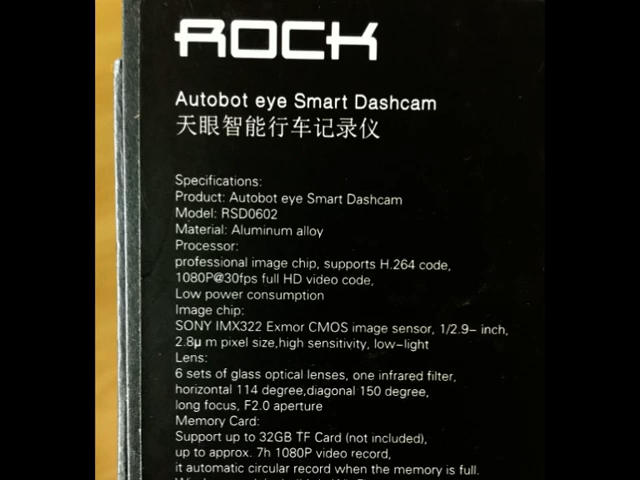 ROCK
Autobot eye Smart Dashcam
天眼智能行车记录仪
Specifications:
Product: Autobot eye Smart Dashcam
Model: RSD0602
Material: Aluminum alloy
Processor:
professional image chip, supports H.264 code,
1080P@30fps full HD video code,
Low power consumption
Image chip:
SONY IMX322 Exmor CMOS image sensor, 1/2.9- inch,
2.8μ m pixel size,high sensitivity, low-light
Lens:
6 sets of glass optical lenses, one infrared filter,
horizontal 114 degree,diagonal 150 degree,
long focus, F2.0 aperture
Memory Card:
Support up to 32GB TF Card (not included),
up to approx. 7h 1080P video record,
it automatic circular record when the memory is full.